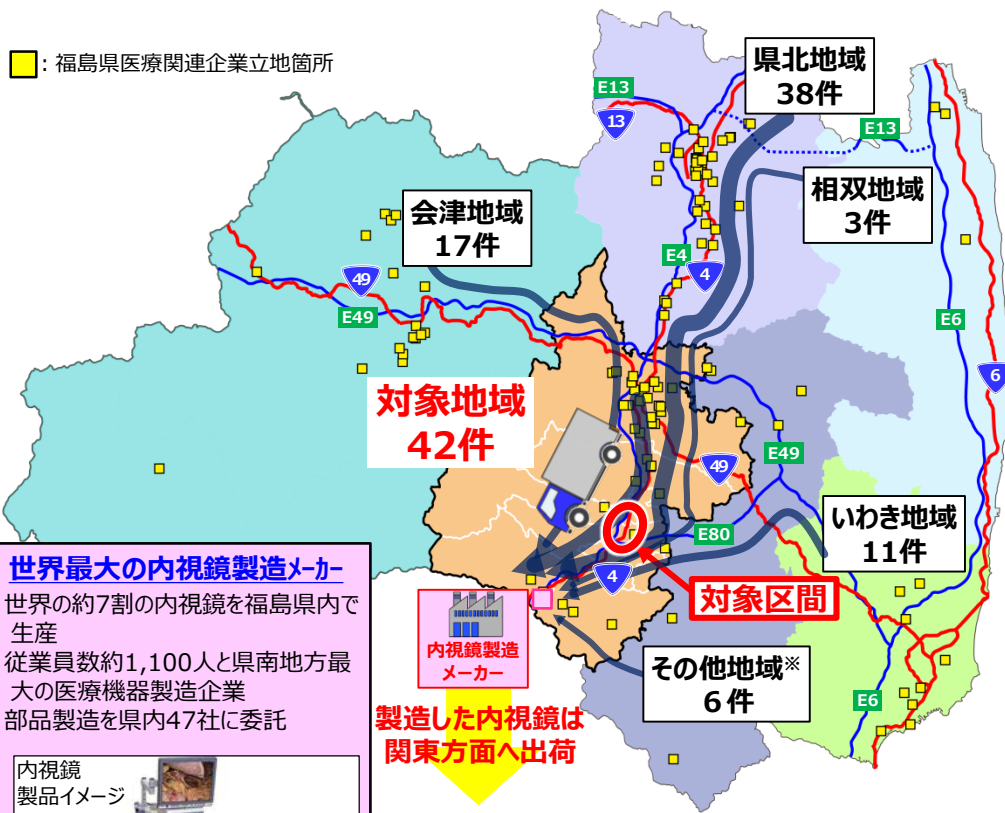 : 福島県医療関連企業立地箇所
県北地域
38件
E13
13
E13
相双地域
3件
会津地域
17件
E4
4
49
E49
E6
6
対象地域
42件
49
E49
いわき地域
11件
E80
4
対象区間
世界最大の内視鏡製造メーカー
世界の約7割の内視鏡を福島県内で
生産
従業員数約1,100人と県南地方最
大の医療機器製造企業
部品製造を県内47社に委託
内視鏡製造
メーカー
その他地域※
6件
E6
製造した内視鏡は
関東方面へ出荷
内視鏡
製品イメージ